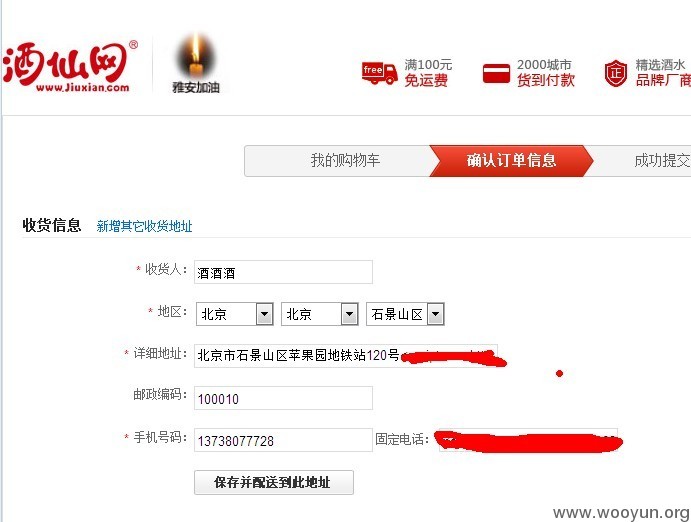 酒仙网®
www.Jiuxian.com
雅安加油
free
满100元
免运费
2000城市
货到付款
正
精选酒水
品牌厂商
我的购物车
确认订单信息
成功提交
收货信息 新增其它收货地址
* 收货人: 酒酒酒
* 地区: 北京 北京 石景山区
* 详细地址: 北京市石景山区苹果园地铁站120号
邮政编码: 100010
* 手机号码: 13738077728 固定电话:
保存并配送到此地址
www.wooyun.org